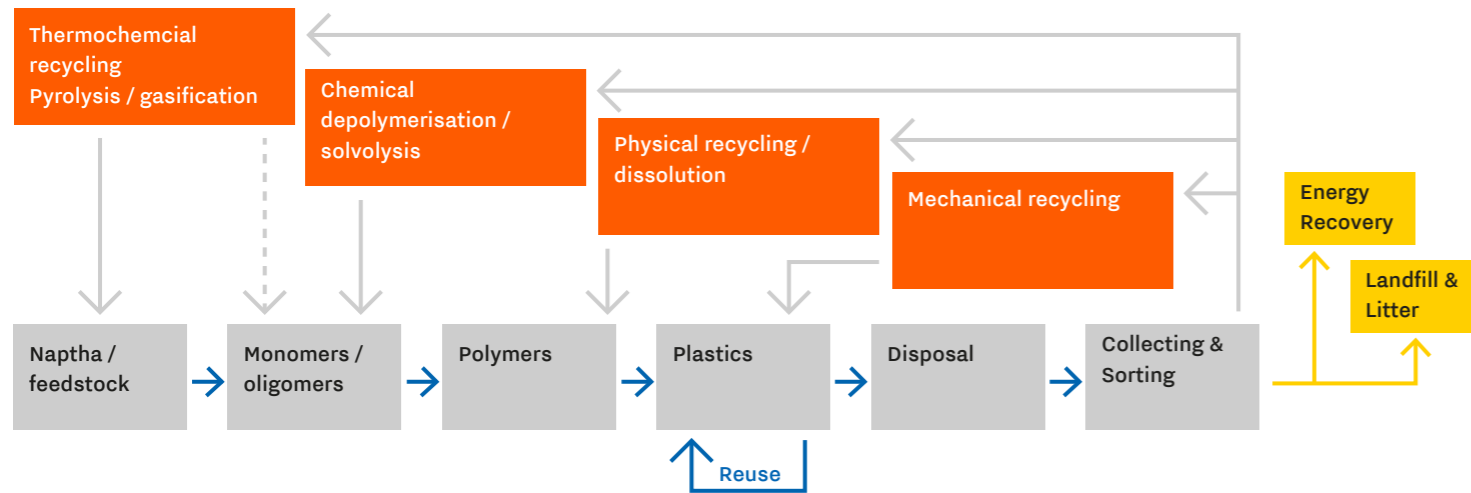 Thermochemcial
recycling
Pyrolysis / gasification
Chemical
depolymerisation /
solvolysis
Physical recycling /
dissolution
Mechanical recycling
Energy
Recovery
Landfill &
Litter
Naptha /
feedstock
Monomers /
oligomers
Polymers
Plastics
Disposal
Collecting &
Sorting
Reuse